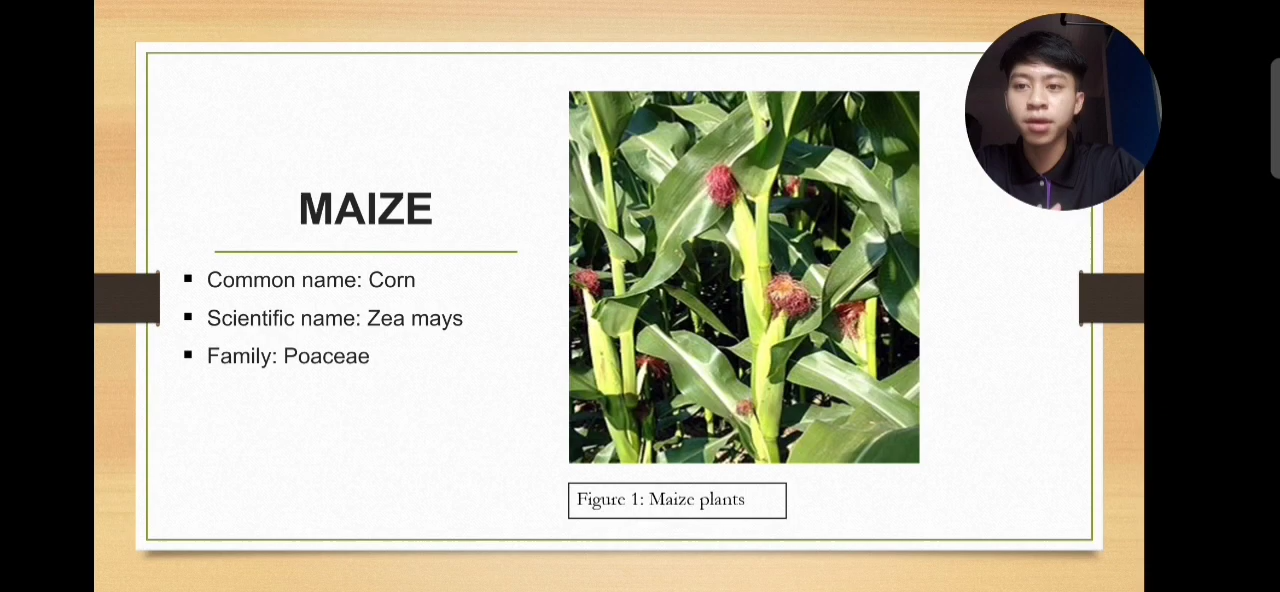 MAIZE
Common name: Corn
Scientific name: Zea mays
Family: Poaceae
Figure 1: Maize plants